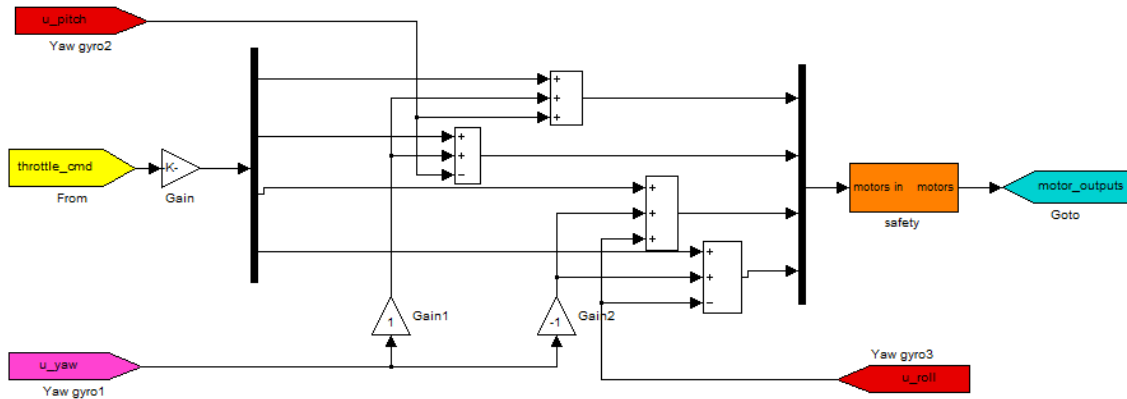 u_pitch
Yaw gyro2
+
+
+
throttle_cmd
From
-K-
Gain
+
+
−
+
+
+
motors in motors
safety
motor_outputs
Goto
+
+
−
1
Gain1
-1
Gain2
u_yaw
Yaw gyro1
Yaw gyro3
u_roll